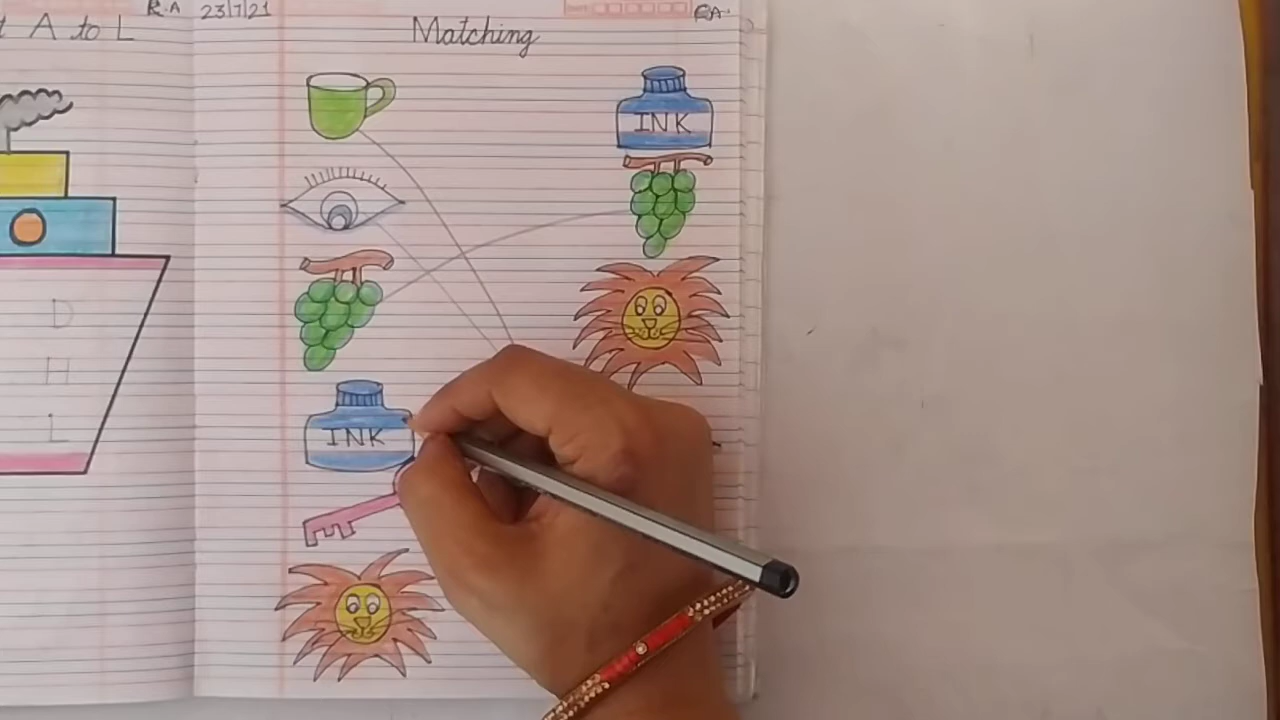 A to L
R.A
23/7/21
Matching
INK
INK
D
H
L